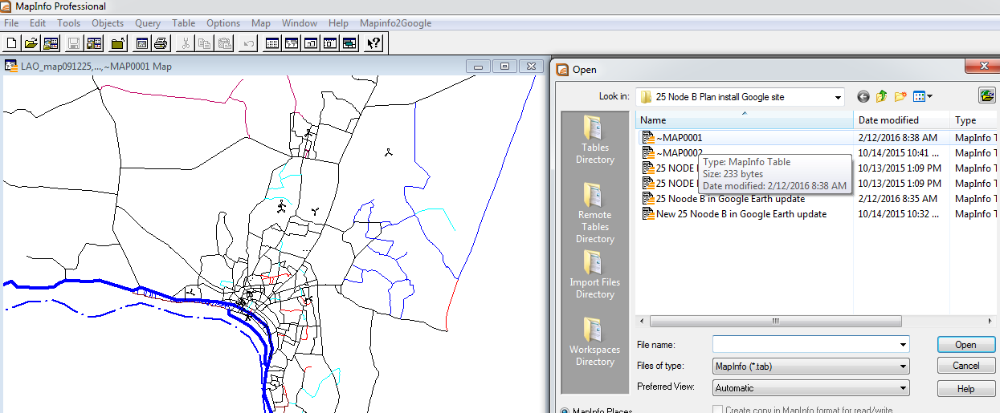 MapInfo Professional
File Edit Tools Objects Query Table Options Map Window Help Mapinfo2Google
LAO_map091225,...,~MAP0001 Map
Open
Look in: 25 Node B Plan install Google site
Name Date modified Type
~MAP0001 2/12/2016 8:38 AM MapInfo T
~MAP0002 10/14/2015 10:41 ... MapInfo T
25 NODE 10/13/2015 1:09 PM MapInfo T
25 NODE 10/13/2015 1:09 PM MapInfo T
25 Noode B in Google Earth update 2/12/2016 8:35 AM MapInfo T
New 25 Noode B in Google Earth update 10/14/2015 10:32 ... MapInfo T
Type: MapInfo Table
Size: 233 bytes
Date modified: 2/12/2016 8:38 AM
Tables
Directory
Remote
Tables
Directory
Import Files
Directory
Workspaces
Directory
File name:
Open
Files of type: MapInfo (*.tab)
Cancel
Preferred View: Automatic
Help
MapInfo Places
Create copy in MapInfo format for read/write